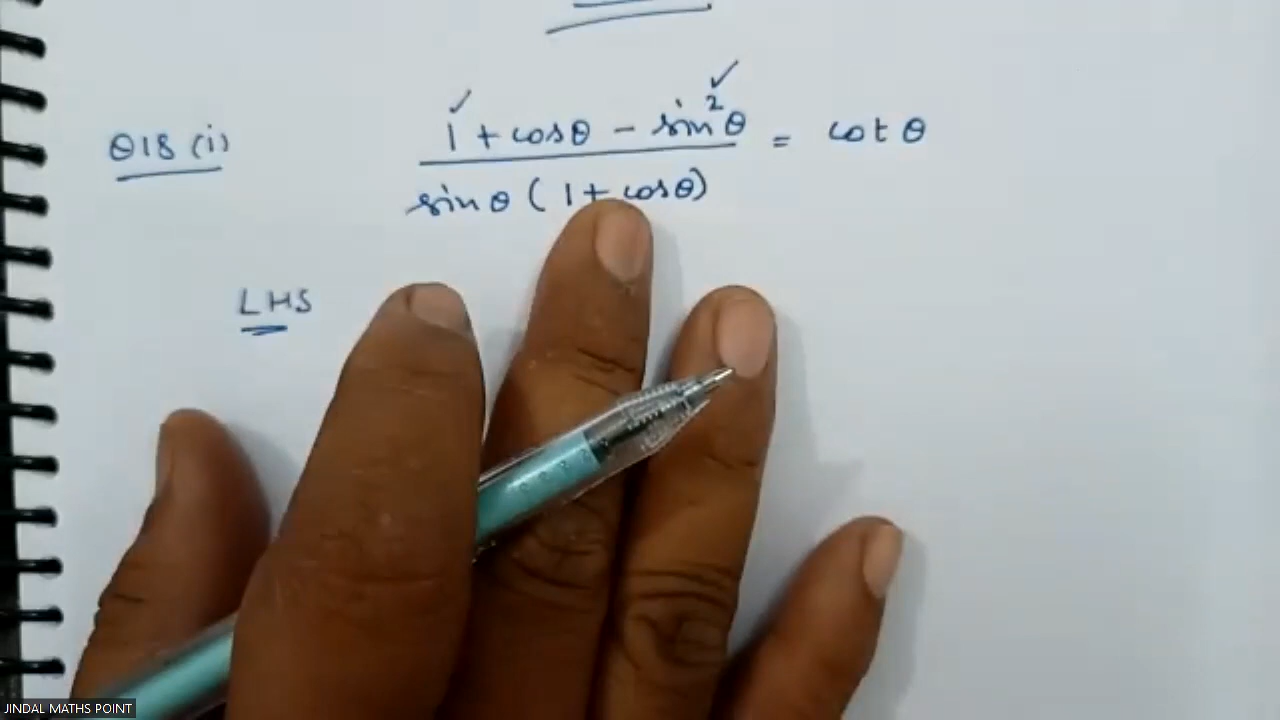 Q18 (i)
1 + cosθ - sin²θ / sinθ (1 + cosθ) = cotθ
LHS
JINDAL MATHS POINT